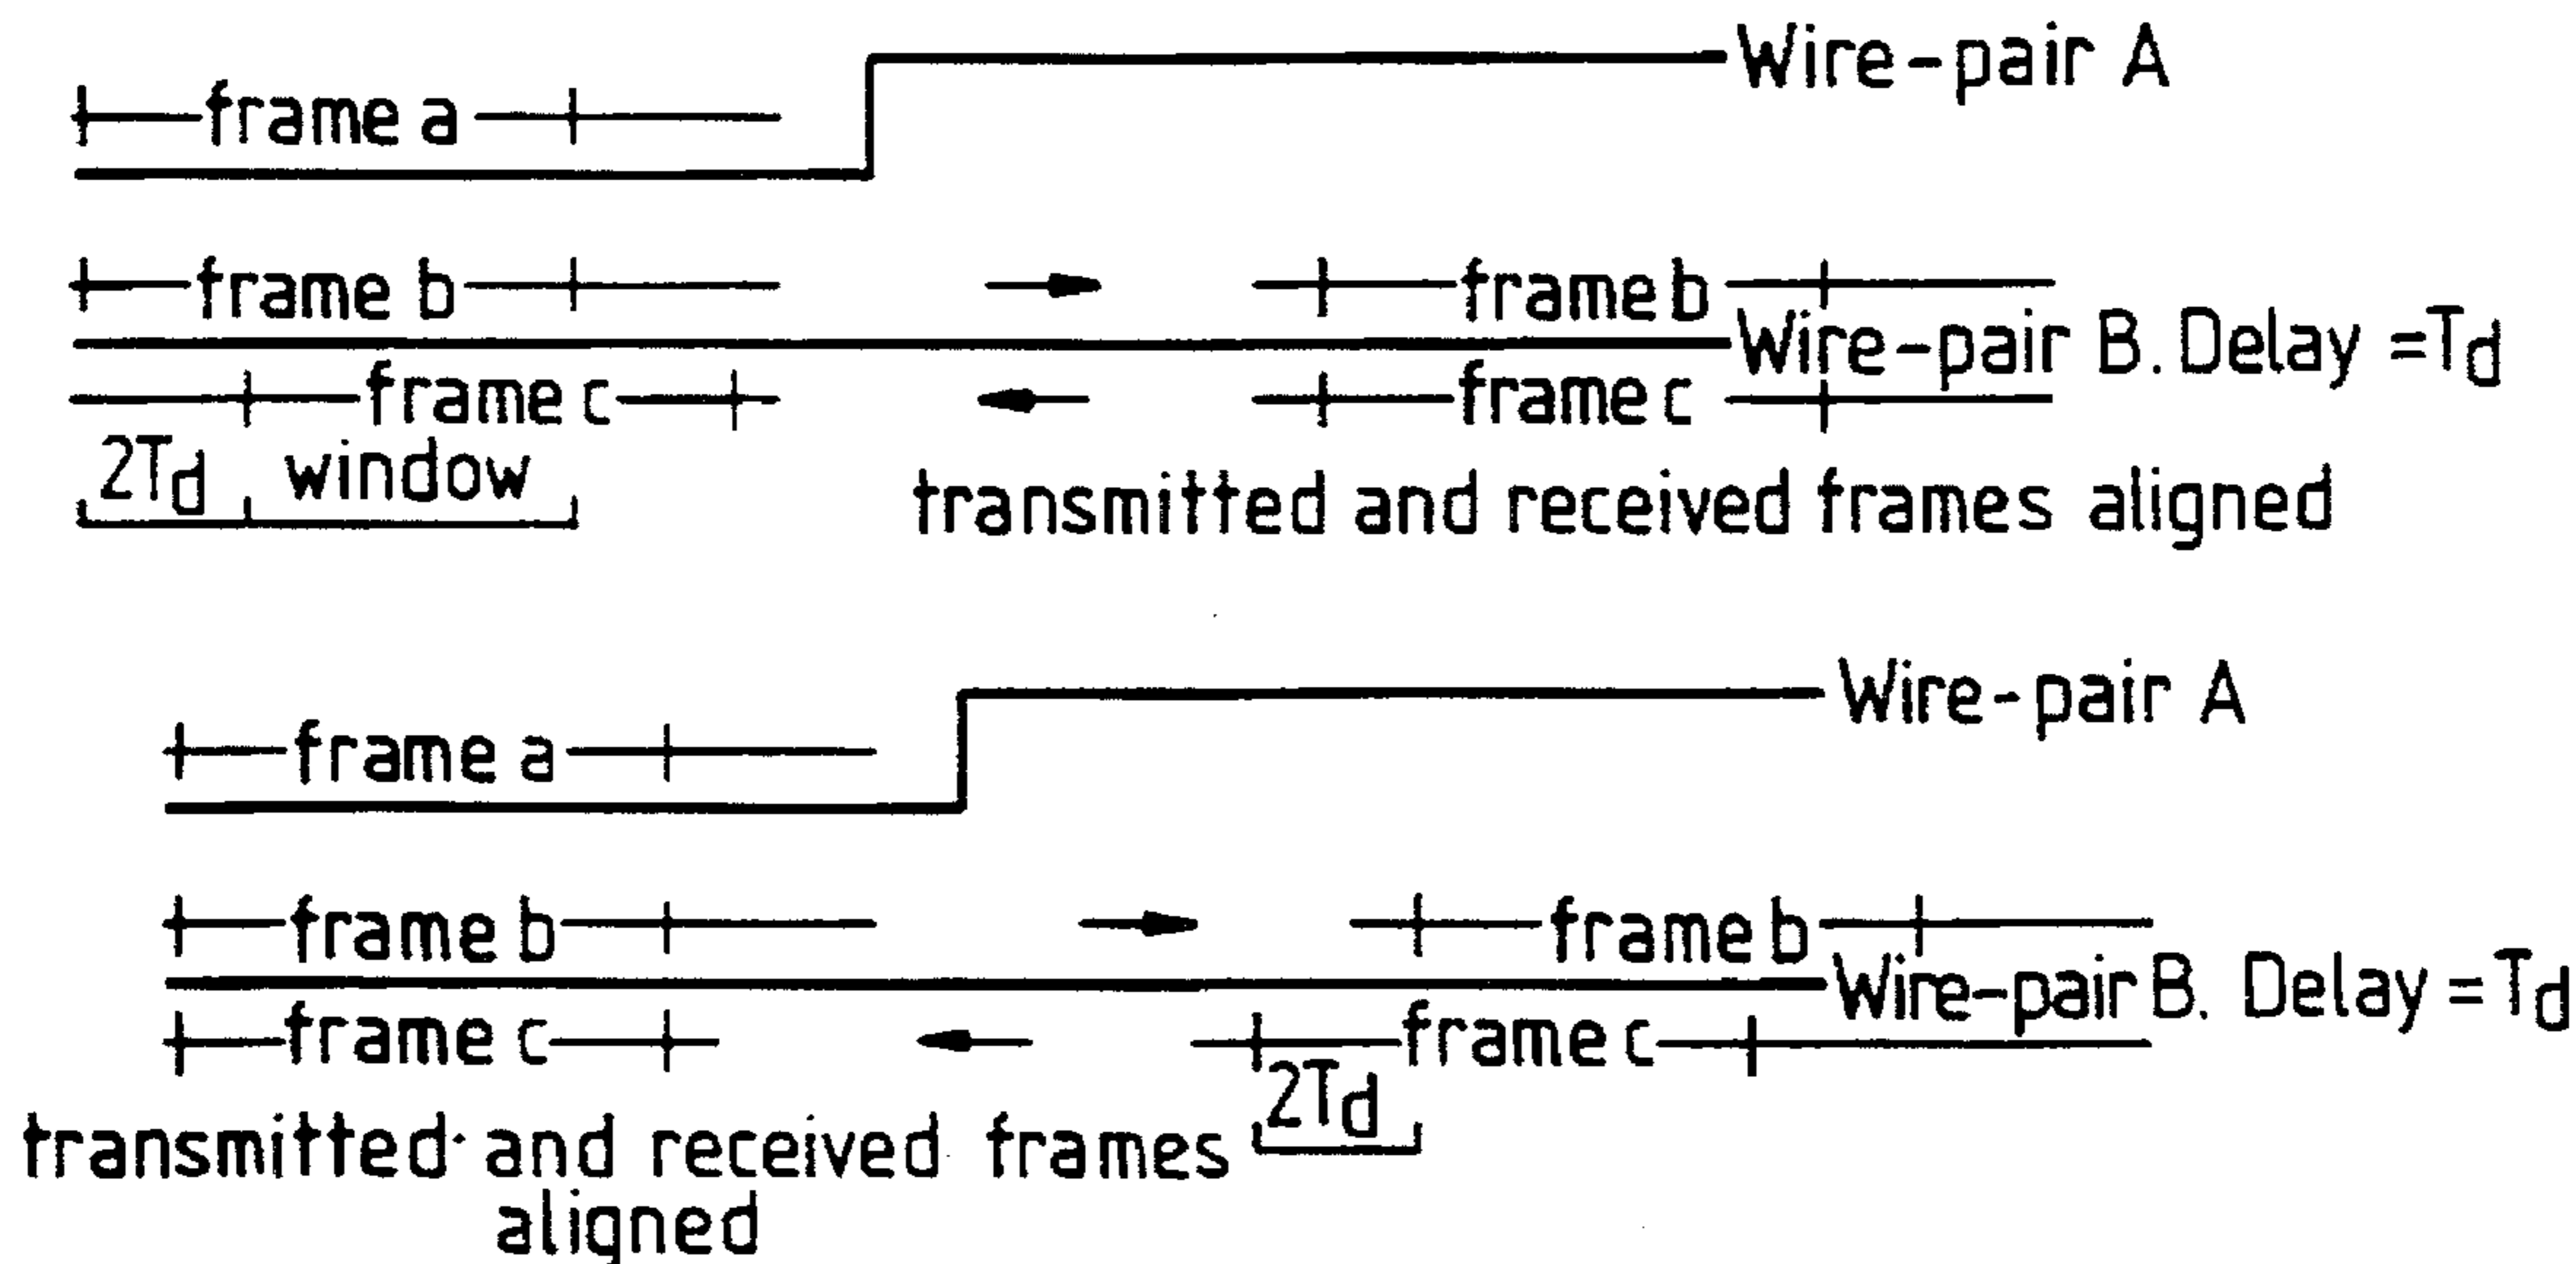 Wire-pair A
frame a
frame b frame b
Wire-pair B. Delay =Td
frame c frame c
2Td window
transmitted and received frames aligned
Wire-pair A
frame a
frame b frame b
Wire-pair B. Delay =Td
frame c frame c
2Td
transmitted and received frames
aligned